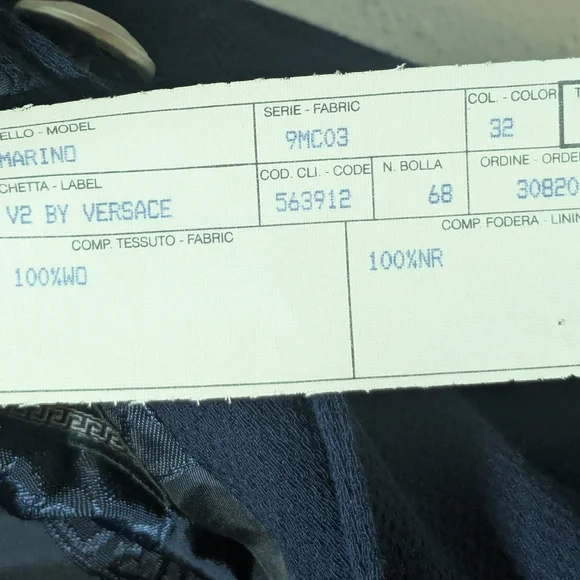 ELLO - MODEL
MARINO
SERIE - FABRIC
9MC03
COL. - COLOR
32
T
CHETTA - LABEL
V2 BY VERSACE
COD. CLI. - CODE
563912
N. BOLLA
68
ORDINE - ORDE
30820
COMP. TESSUTO - FABRIC
100%WO
COMP. FODERA - LININ
100%NR